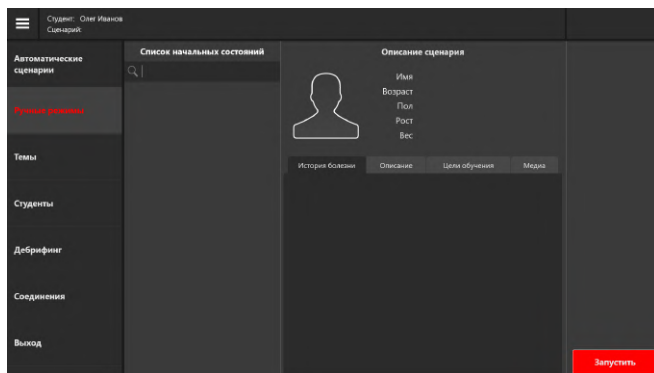 Студент: Олег Иванов
Сценарий:
Автоматические
сценарии
Ручные режимы
Темы
Студенты
Дебрифинг
Соединения
Выход
Список начальных состояний
Описание сценария
Имя
Возраст
Пол
Рост
Вес
История болезни Описание Цели обучения Медиа
Запустить